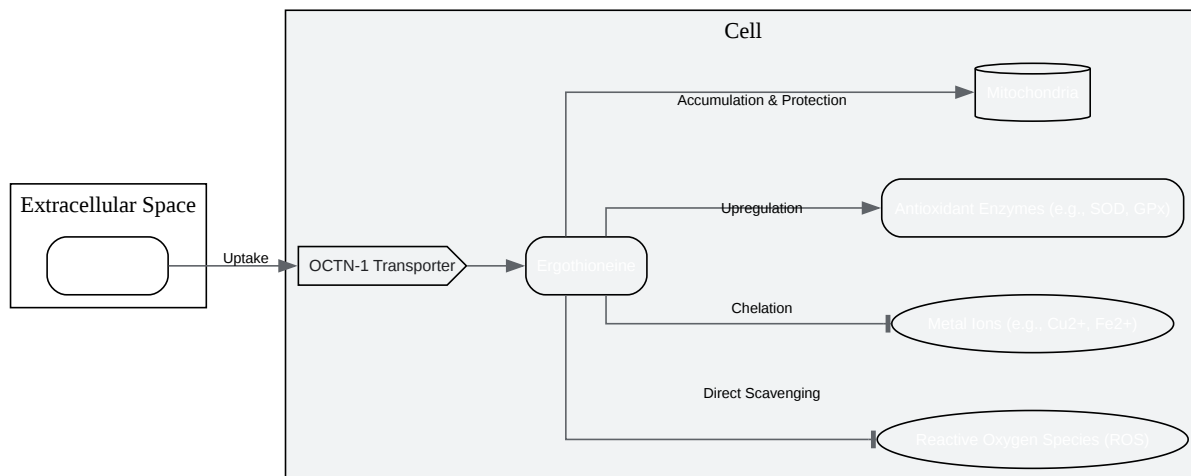 Cell
Accumulation & Protection
Mitochondria
Extracellular Space
Upregulation
Antioxidant Enzymes (e.g., SOD, GPx)
Uptake
OCTN-1 Transporter
Ergothioneine
Chelation
Metal Ions (e.g., Cu2+, Fe2+)
Direct Scavenging
Reactive Oxygen Species (ROS)